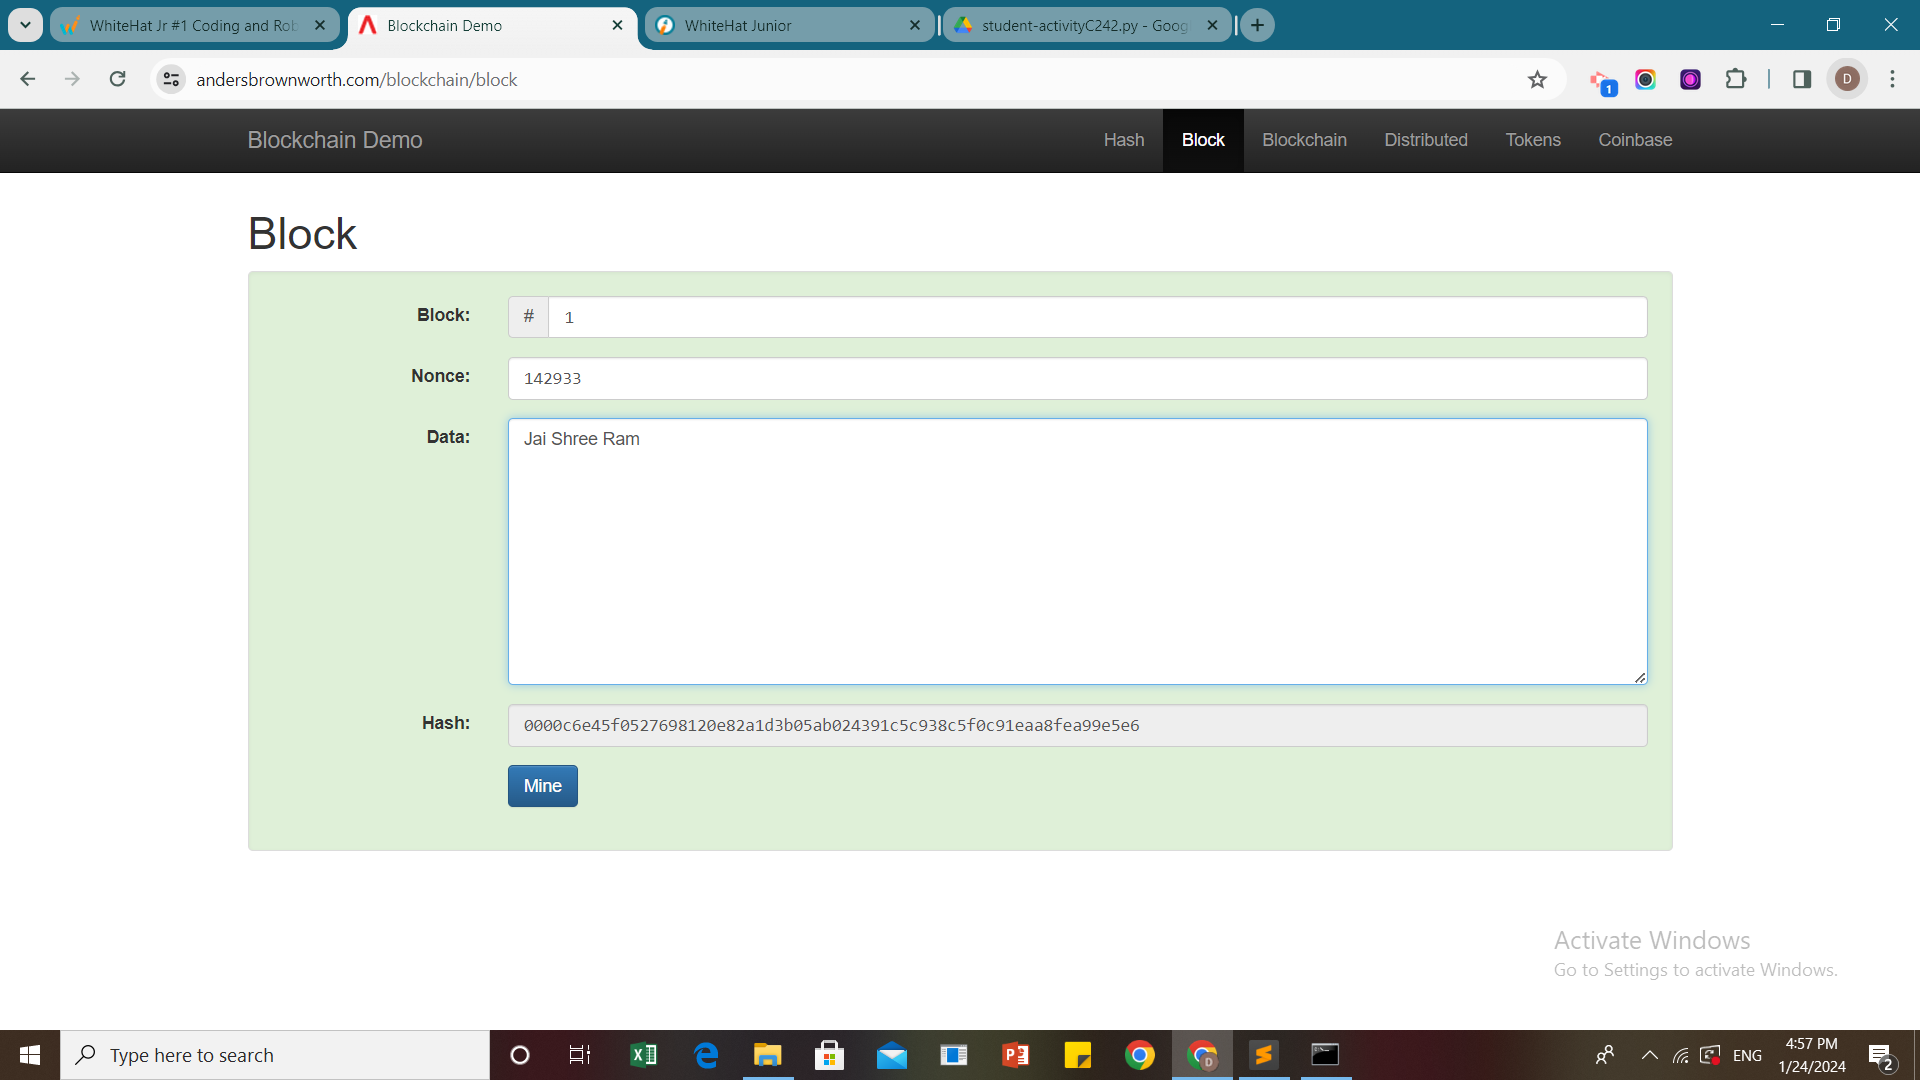 WhiteHat Jr #1 Coding and Rob
Blockchain Demo
WhiteHat Junior
student-activityC242.py - Goog
andersbrownworth.com/blockchain/block
1
D
Blockchain Demo
Hash
Block
Blockchain
Distributed
Tokens
Coinbase
Block
Block:
#
1
Nonce:
142933
Data:
Jai Shree Ram
Hash:
0000c6e45f0527698120e82a1d3b05ab024391c5c938c5f0c91eaa8fea99e5e6
Mine
Activate Windows
Go to Settings to activate Windows.
Type here to search
D
ENG
4:57 PM
1/24/2024
2